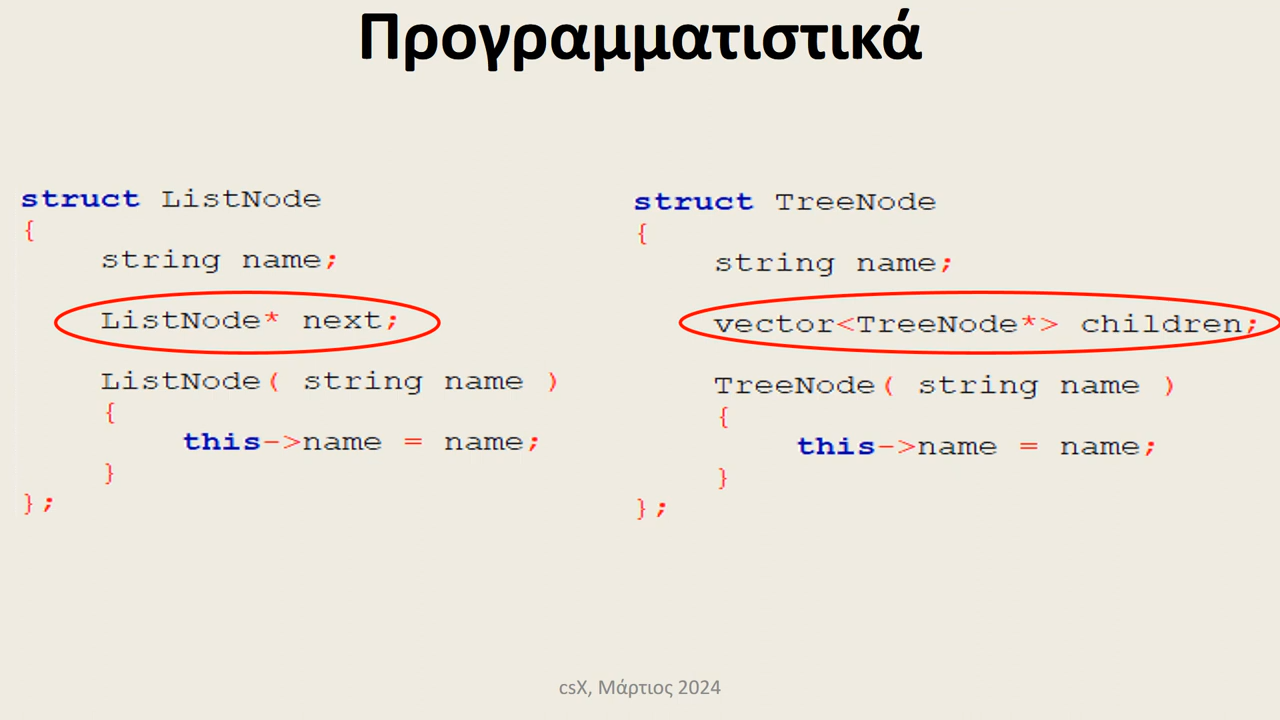 Προγραμματιστικά
struct ListNode
{
string name;
ListNode* next;
ListNode( string name )
{
this->name = name;
}
};
struct TreeNode
{
string name;
vector<TreeNode*> children;
TreeNode( string name )
{
this->name = name;
}
};
csX, Μάρτιος 2024